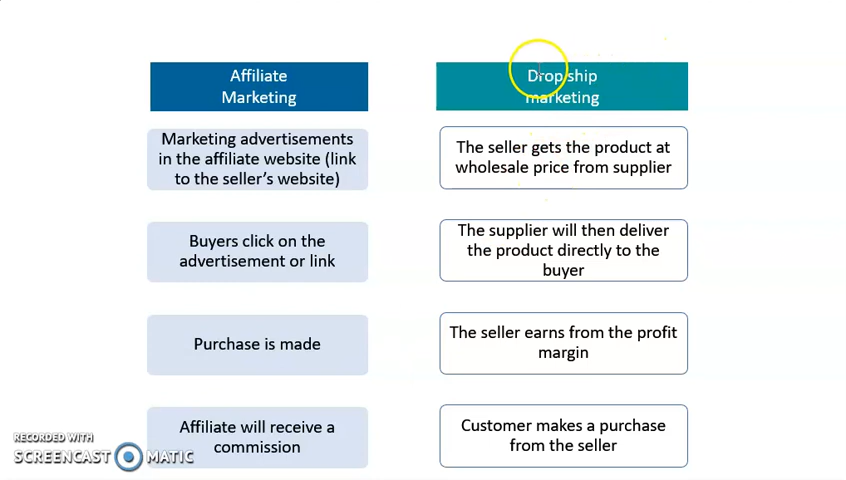 Affiliate
Marketing
Marketing advertisements
in the affiliate website (link
to the seller's website)
Buyers click on the
advertisement or link
Purchase is made
Affiliate will receive a
commission
Drop ship
marketing
The seller gets the product at
wholesale price from supplier
The supplier will then deliver
the product directly to the
buyer
The seller earns from the profit
margin
Customer makes a purchase
from the seller
RECORDED WITH
SCREENCAST MATIC